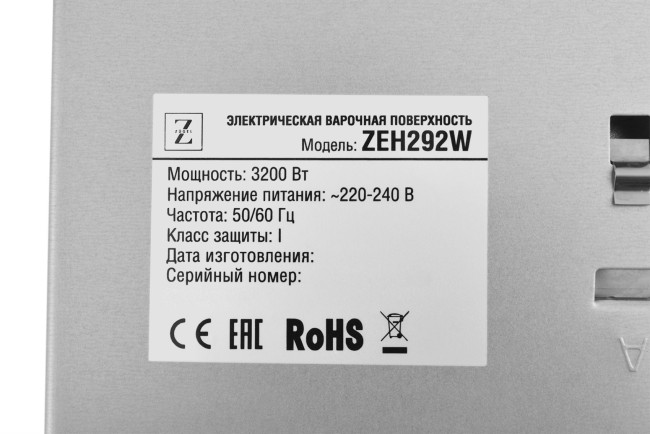 Z
ЭЛЕКТРИЧЕСКАЯ ВАРОЧНАЯ ПОВЕРХНОСТЬ
Модель: ZEH292W
Мощность: 3200 Вт
Напряжение питания: ~220-240 В
Частота: 50/60 Гц
Класс защиты: I
Дата изготовления:
Серийный номер:
CE EAC RoHS
A